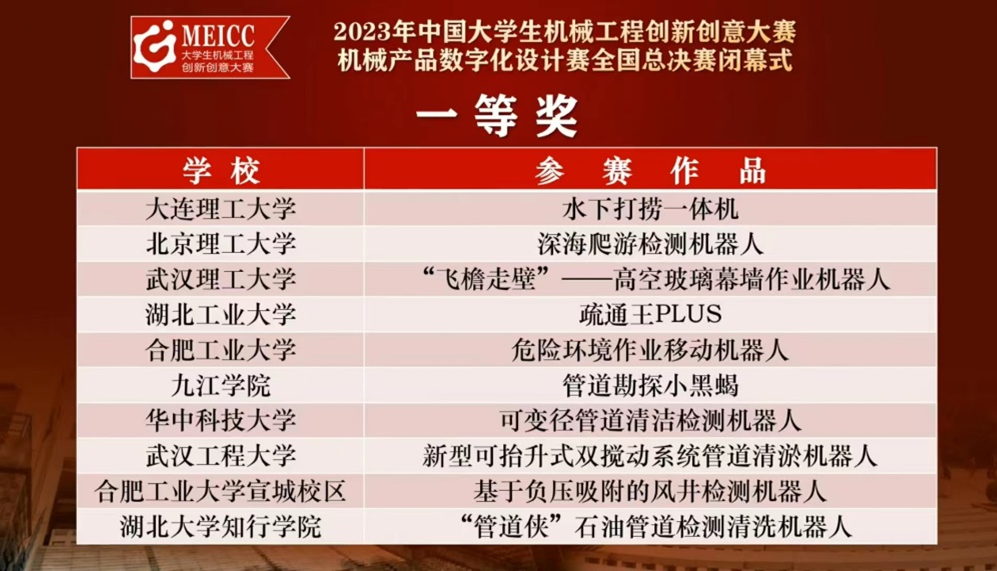 MEICC
大学生机械工程
创新创意大赛
2023年中国大学生机械工程创新创意大赛
机械产品数字化设计赛全国总决赛闭幕式
一等奖
学校 参赛作品
大连理工大学 水下打捞一体机
北京理工大学 深海爬游检测机器人
武汉理工大学 “飞檐走壁”——高空玻璃幕墙作业机器人
湖北工业大学 疏通王PLUS
合肥工业大学 危险环境作业移动机器人
九江学院 管道勘探小黑蝎
华中科技大学 可变径管道清洁检测机器人
武汉工程大学 新型可抬升式双搅动系统管道清淤机器人
合肥工业大学宣城校区 基于负压吸附的风井检测机器人
湖北大学知行学院 “管道侠”石油管道检测清洗机器人